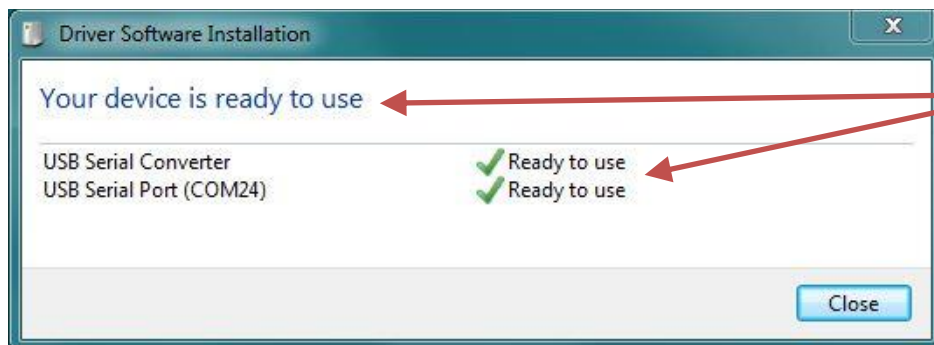 Driver Software Installation
Your device is ready to use
USB Serial Converter Ready to use
USB Serial Port (COM24) Ready to use
Close